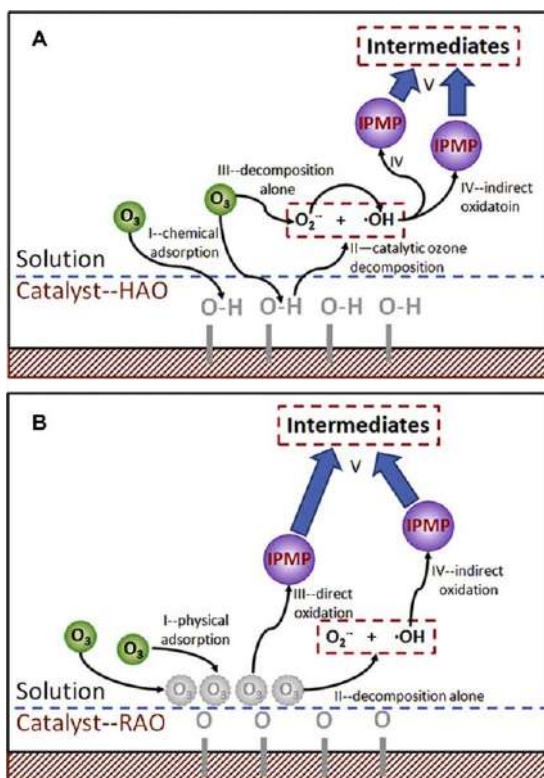 A
Intermediates
V
IPMP
IPMP
IV
III--decomposition
alone
IV--indirect
oxidatoin
O₃
O₃
O₂·⁻ + ·OH
I--chemical
adsorption
II—catalytic ozone
decomposition
Solution
Catalyst--HAO
O-H O-H O-H O-H
B
Intermediates
V
IPMP
IPMP
III--direct
oxidation
IV--indirect
oxidation
I--physical
adsorption
O₃
O₃
O₂·⁻ + ·OH
O₃ O₃ O₃ O₃
II--decomposition alone
Solution
Catalyst--RAO
O O O O